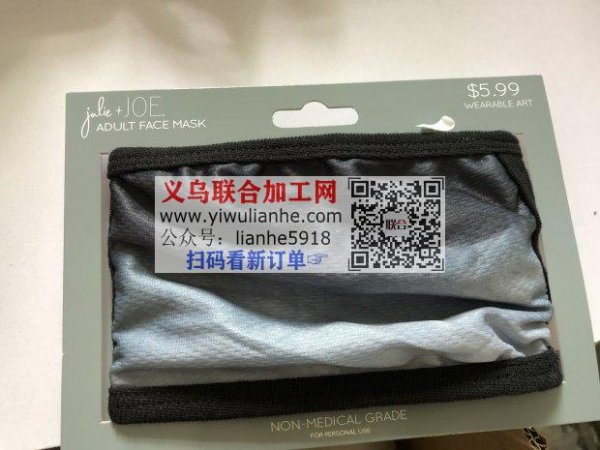 julie + JOE
ADULT FACE MASK
$5.99
WEARABLE ART
义乌联合加工网
www.yiwulianhe.com
公众号：lianhe5918
扫码看新订单☞
联合
NON-MEDICAL GRADE
FOR PERSONAL USE